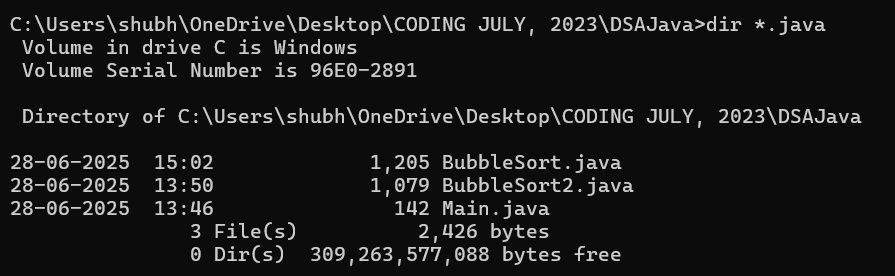 C:\Users\shubh\OneDrive\Desktop\CODING JULY, 2023\DSAJava>dir *.java
 Volume in drive C is Windows
 Volume Serial Number is 96E0-2891

 Directory of C:\Users\shubh\OneDrive\Desktop\CODING JULY, 2023\DSAJava

28-06-2025  15:02             1,205 BubbleSort.java
28-06-2025  13:50             1,079 BubbleSort2.java
28-06-2025  13:46               142 Main.java
               3 File(s)          2,426 bytes
               0 Dir(s)  309,263,577,088 bytes free